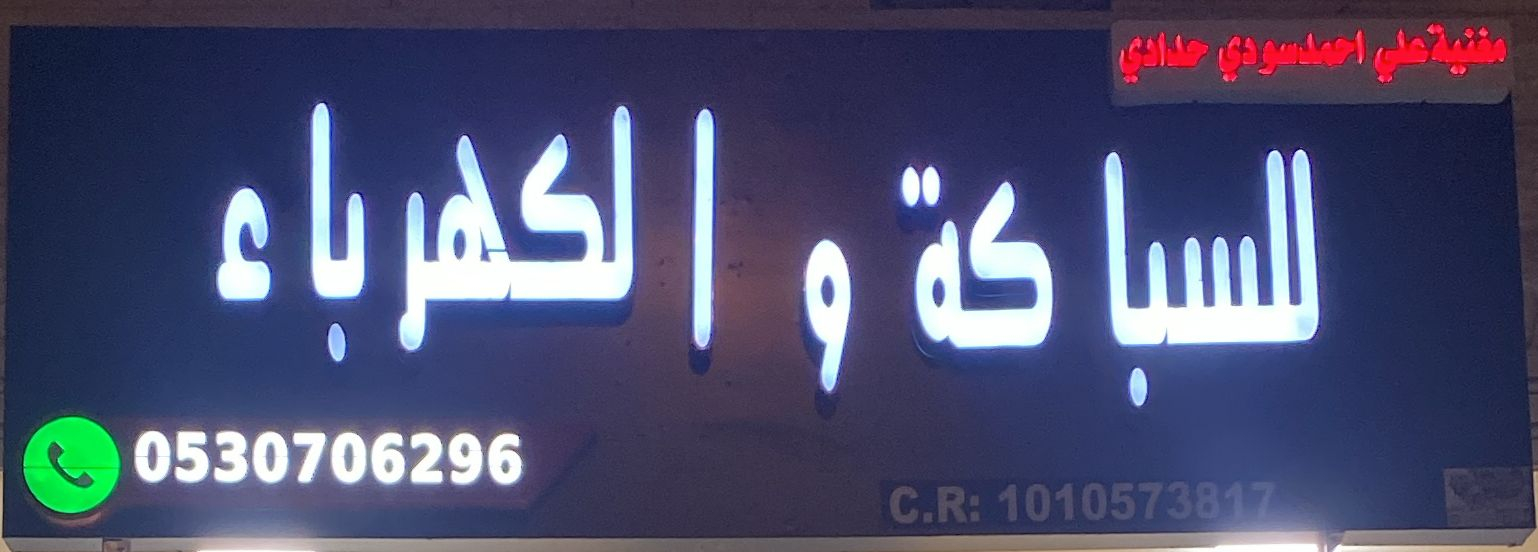 مغنية علي احمد سودي حدادي
للسباكة و الكهرباء
0530706296
C.R: 1010573817